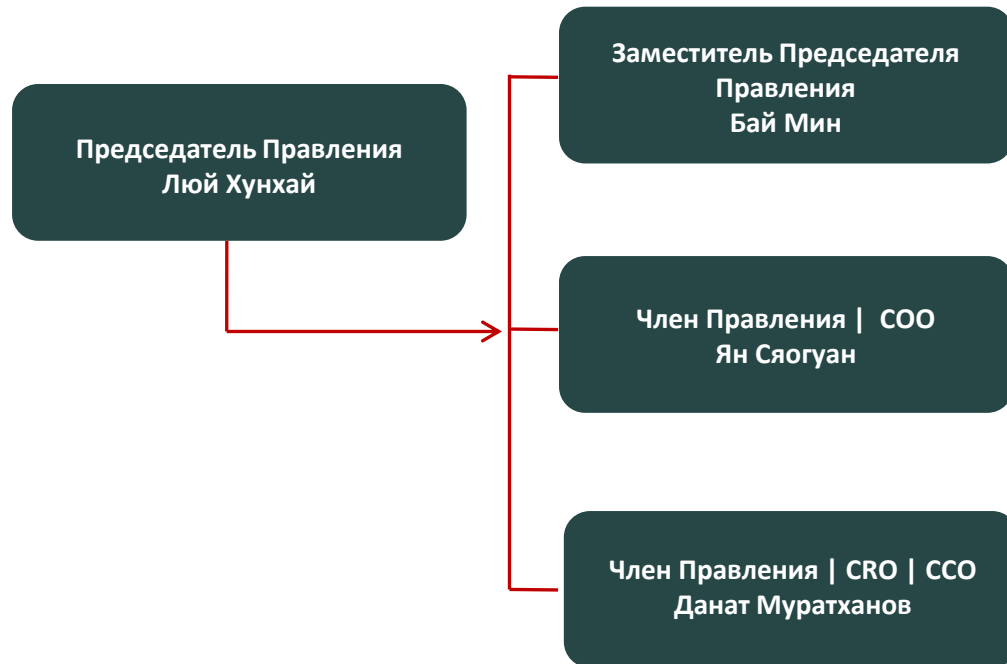 Председатель Правления
Люй Хунхай
Заместитель Председателя
Правления
Бай Мин
Член Правления | COO
Ян Сяогуан
Член Правления | CRO | CCO
Данат Муратханов